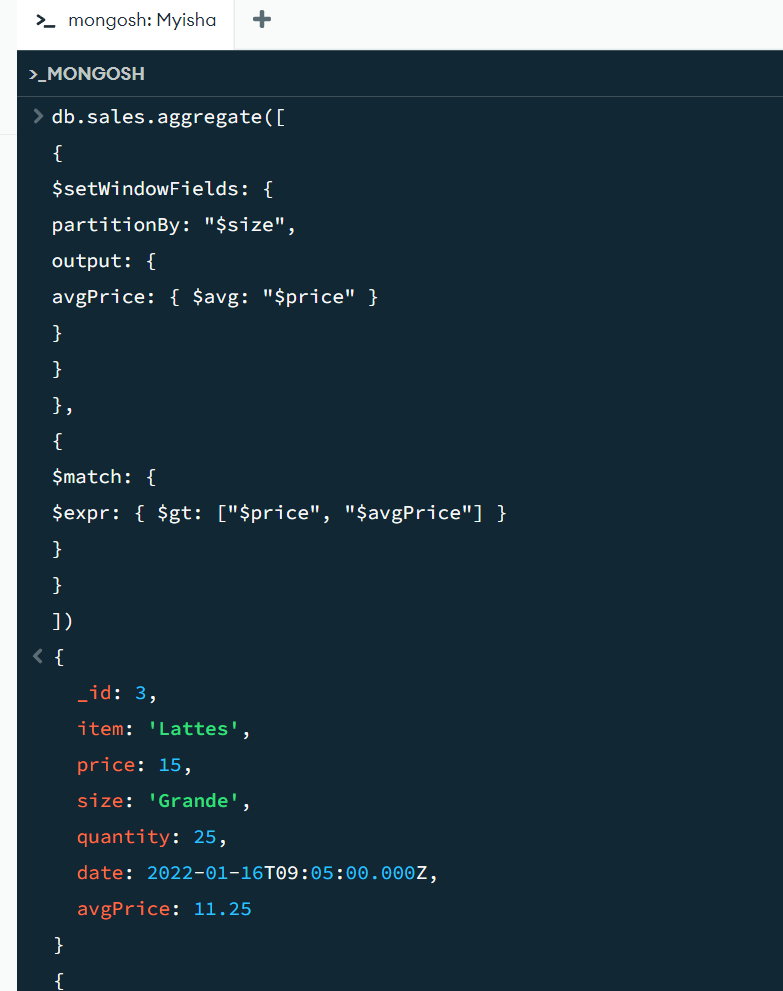 >_ mongosh: Myisha +
>_MONGOSH
> db.sales.aggregate([
{
$setWindowFields: {
partitionBy: "$size",
output: {
avgPrice: { $avg: "$price" }
}
}
},
{
$match: {
$expr: { $gt: ["$price", "$avgPrice"] }
}
}
])
< {
_id: 3,
item: 'Lattes',
price: 15,
size: 'Grande',
quantity: 25,
date: 2022-01-16T09:05:00.000Z,
avgPrice: 11.25
}
{